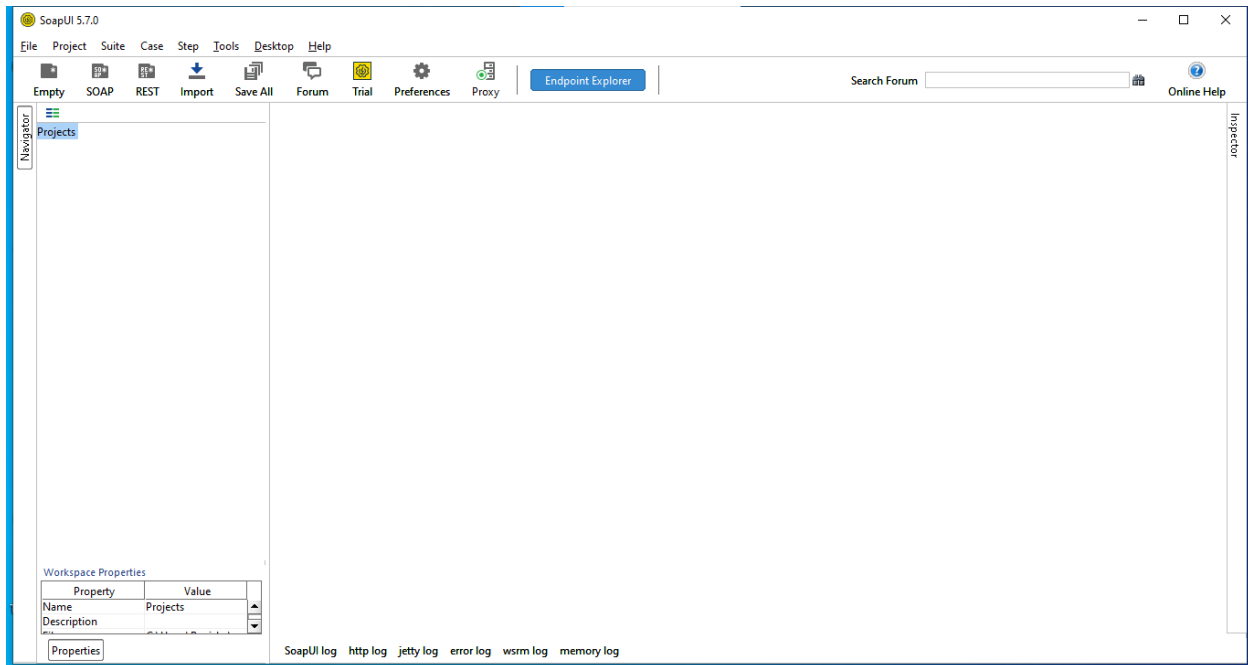 SoapUI 5.7.0
File Project Suite Case Step Tools Desktop Help
Empty SOAP REST Import Save All Forum Trial Preferences Proxy Endpoint Explorer Search Forum Online Help
Navigator
Projects
Inspector
Workspace Properties
Property Value
Name Projects
Description
Properties
SoapUI log http log jetty log error log wsrm log memory log